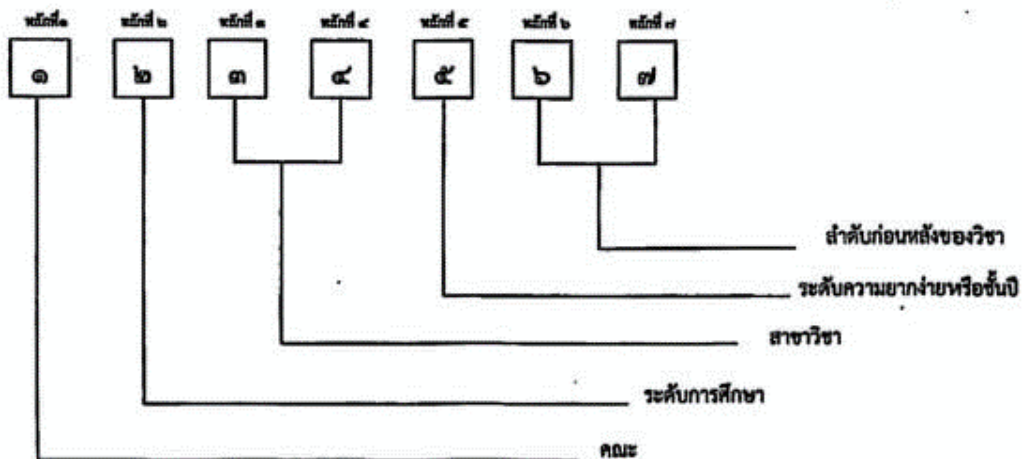 หลักที่๑ หลักที่ ๒ หลักที่ ๓ หลักที่ ๔ หลักที่ ๕ หลักที่ ๖ หลักที่ ๗
๑ ๒ ๓ ๔ ๕ ๖ ๗
ลำดับก่อนหลังของวิชา
ระดับความยากง่ายหรือชั้นปี
สาขาวิชา
ระดับการศึกษา
คณะ